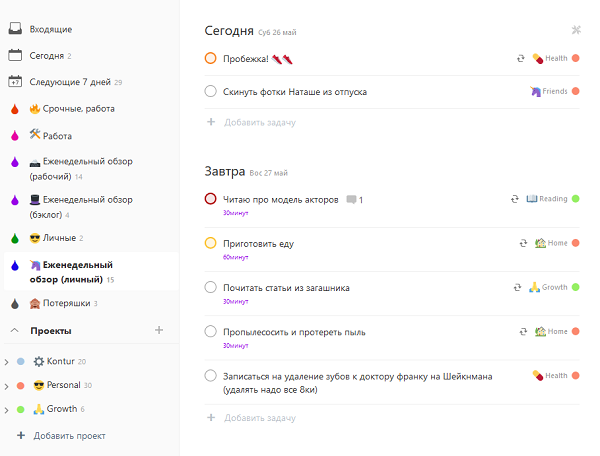 Входящие
Сегодня 2
Следующие 7 дней 29
Срочные, работа
Работа
Еженедельный обзор
(рабочий) 14
Еженедельный обзор
(бэклог) 4
Личные 2
Еженедельный
обзор (личный) 15
Потеряшки 3
Проекты
Kontur 20
Personal 30
Growth 6
Добавить проект
Сегодня Суб 26 май
Пробежка! Health
Скинуть фотки Наташе из отпуска Friends
Добавить задачу
Завтра Вос 27 май
Читаю про модель акторов 1 Reading
30минут
Приготовить еду Home
60минут
Почитать статьи из загашника Growth
30минут
Пропылесосить и протереть пыль Home
30минут
Записаться на удаление зубов к доктору франку на Шейкнмана Health
(удалять надо все 8ки)
Добавить задачу